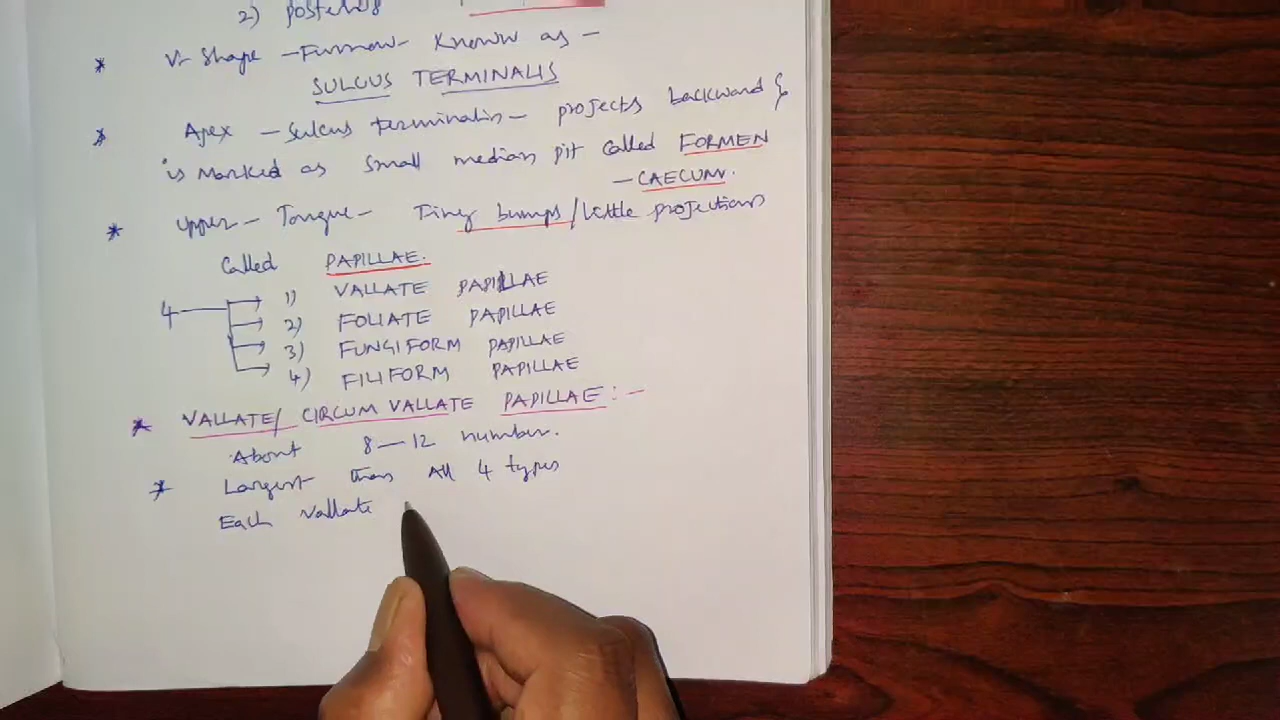 2) posterior
V- Shape - Furrow - Known as -
SULCUS TERMINALIS
Apex - Sulcus terminalis - projects backward &
is marked as small median pit called FORMEN
- CAECUM.
Upper - Tongue - Tiny bumps / little projections
Called PAPILLAE.
4 1) VALLATE PAPILLAE
2) FOLIATE PAPILLAE
3) FUNGIFORM PAPILLAE
4) FILIFORM PAPILLAE
* VALLATE/ CIRCUM VALLATE PAPILLAE : -
About 8 - 12 number.
* Largest than All 4 types
Each vallate